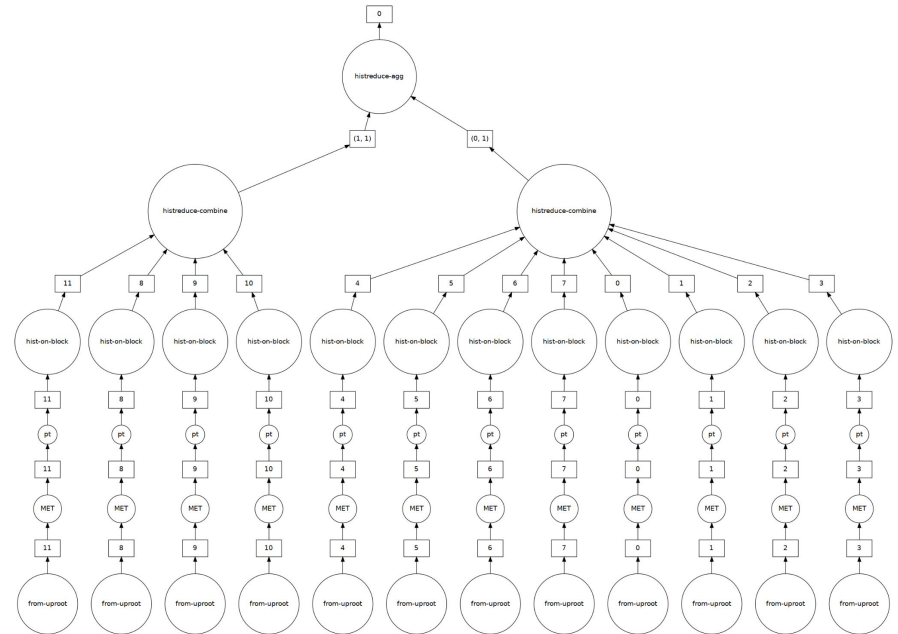 0
histreduce-agg
(1, 1) (0, 1)
histreduce-combine histreduce-combine
11 8 9 10 4 5 6 7 0 1 2 3
hist-on-block hist-on-block hist-on-block hist-on-block hist-on-block hist-on-block hist-on-block hist-on-block hist-on-block hist-on-block hist-on-block hist-on-block
11 8 9 10 4 5 6 7 0 1 2 3
pt pt pt pt pt pt pt pt pt pt pt pt
11 8 9 10 4 5 6 7 0 1 2 3
MET MET MET MET MET MET MET MET MET MET MET MET
11 8 9 10 4 5 6 7 0 1 2 3
from-uproot from-uproot from-uproot from-uproot from-uproot from-uproot from-uproot from-uproot from-uproot from-uproot from-uproot from-uproot